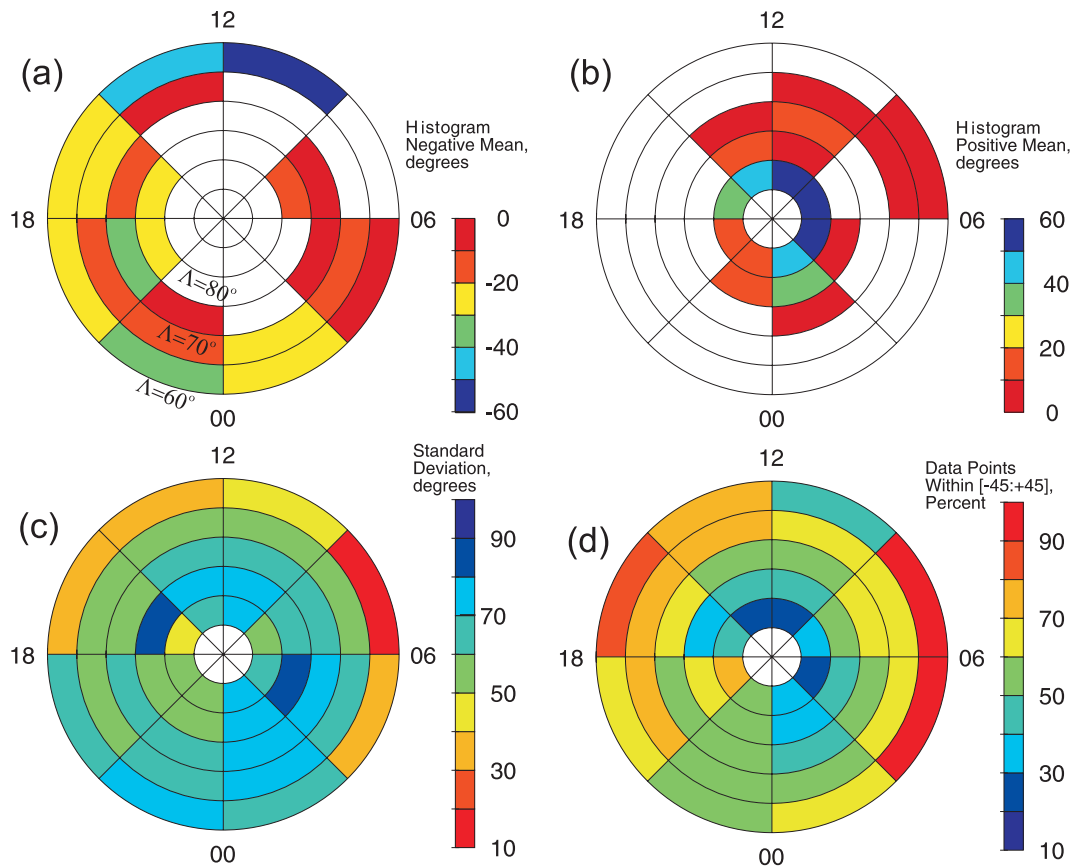 12
(a)
Histogram
Negative Mean,
degrees
18
06
0
-20
-40
-60
Λ=80°
Λ=70°
Λ=60°
00
12
(b)
Histogram
Positive Mean,
degrees
18
06
60
40
20
0
00
12
(c)
Standard
Deviation,
degrees
18
06
90
70
50
30
10
00
12
(d)
Data Points
Within [-45:+45],
Percent
18
06
90
70
50
30
10
00